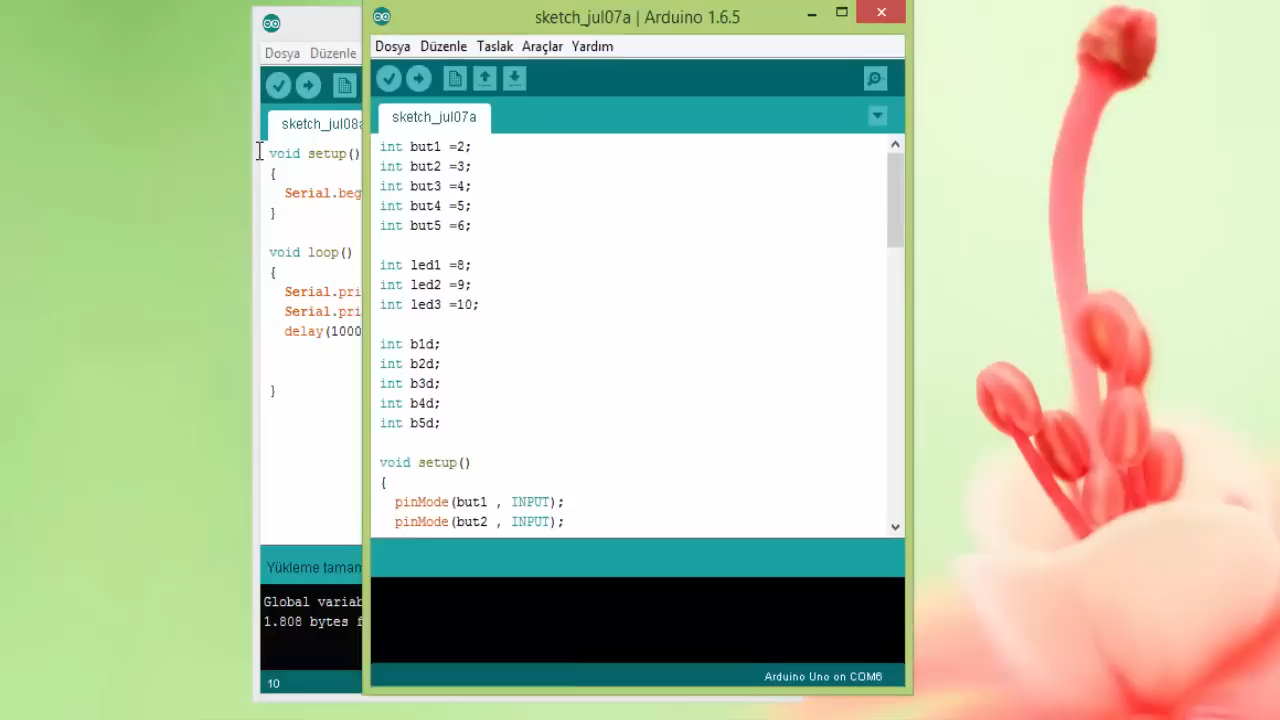 sketch_jul07a | Arduino 1.6.5
Dosya Düzenle Taslak Araçlar Yardım
sketch_jul07a
int but1 =2;
int but2 =3;
int but3 =4;
int but4 =5;
int but5 =6;
int led1 =8;
int led2 =9;
int led3 =10;
int b1d;
int b2d;
int b3d;
int b4d;
int b5d;
void setup()
{
pinMode(but1 , INPUT);
pinMode(but2 , INPUT);
Arduino Uno on COM6
Dosya Düzenle
sketch_jul08a
void setup()
{
Serial.beg
}
void loop()
{
Serial.pri
Serial.pri
delay(1000
}
Yükleme tamam
Global variab
1.808 bytes f
10